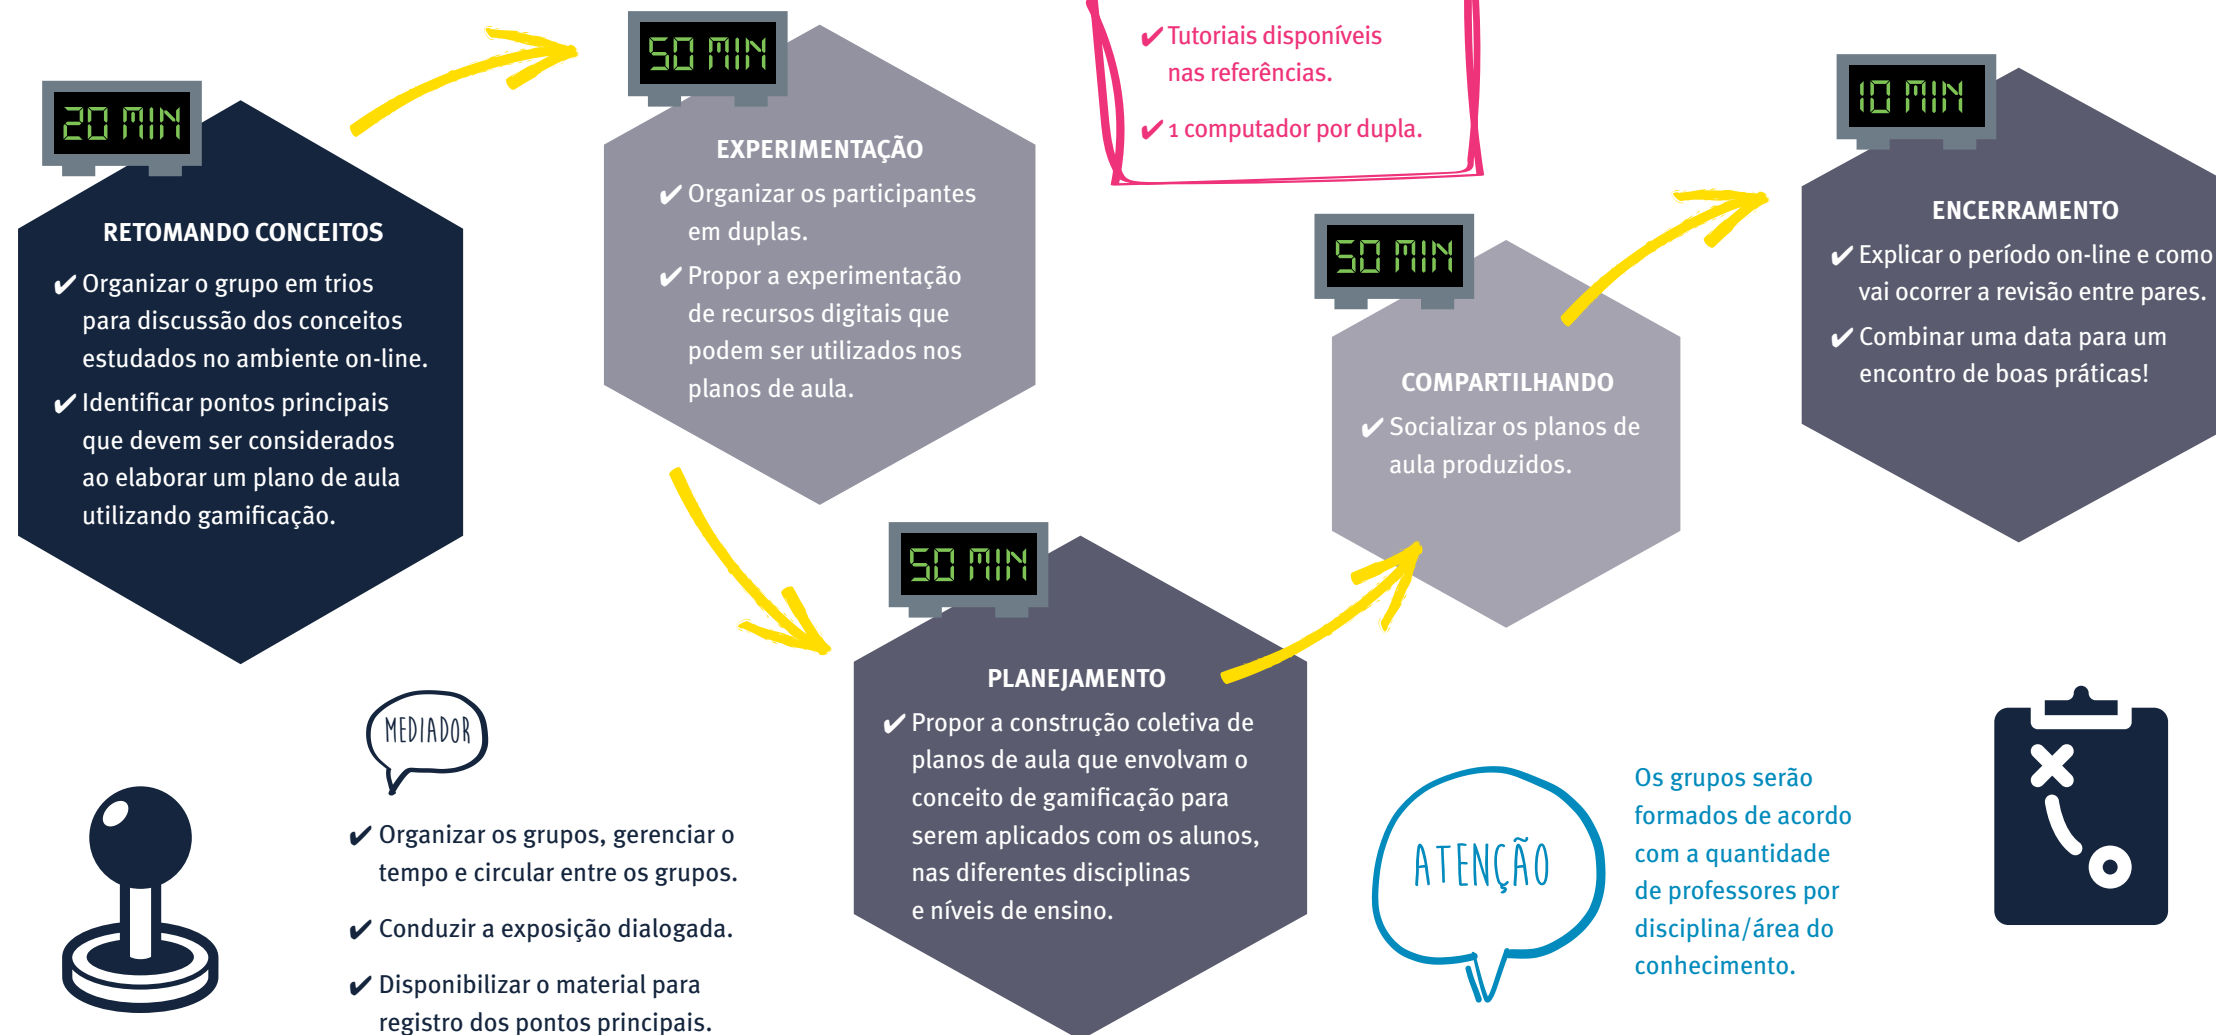 20 MIN
RETOMANDO CONCEITOS
✔ Organizar o grupo em trios
para discussão dos conceitos
estudados no ambiente on-line.
✔ Identificar pontos principais
que devem ser considerados
ao elaborar um plano de aula
utilizando gamificação.
50 MIN
EXPERIMENTAÇÃO
✔ Organizar os participantes
em duplas.
✔ Propor a experimentação
de recursos digitais que
podem ser utilizados nos
planos de aula.
✔ Tutoriais disponíveis
nas referências.
✔ 1 computador por dupla.
50 MIN
PLANEJAMENTO
✔ Propor a construção coletiva de
planos de aula que envolvam o
conceito de gamificação para
serem aplicados com os alunos,
nas diferentes disciplinas
e níveis de ensino.
50 MIN
COMPARTILHANDO
✔ Socializar os planos de
aula produzidos.
10 MIN
ENCERRAMENTO
✔ Explicar o período on-line e como
vai ocorrer a revisão entre pares.
✔ Combinar uma data para um
encontro de boas práticas!
MEDIADOR
✔ Organizar os grupos, gerenciar o
tempo e circular entre os grupos.
✔ Conduzir a exposição dialogada.
✔ Disponibilizar o material para
registro dos pontos principais.
ATENÇÃO
Os grupos serão
formados de acordo
com a quantidade
de professores por
disciplina/área do
conhecimento.